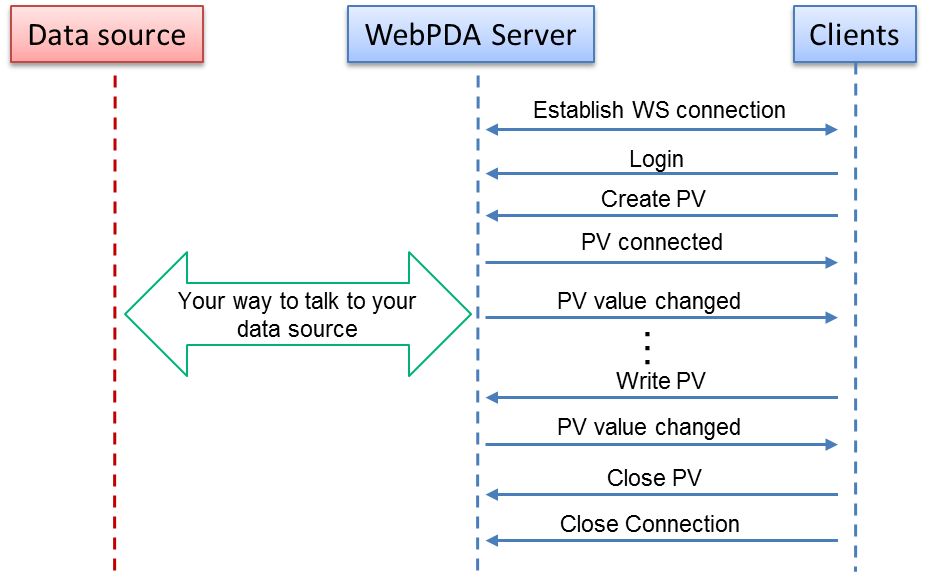 Data source
WebPDA Server
Clients
Establish WS connection
Login
Create PV
PV connected
Your way to talk to your
data source
PV value changed
Write PV
PV value changed
Close PV
Close Connection